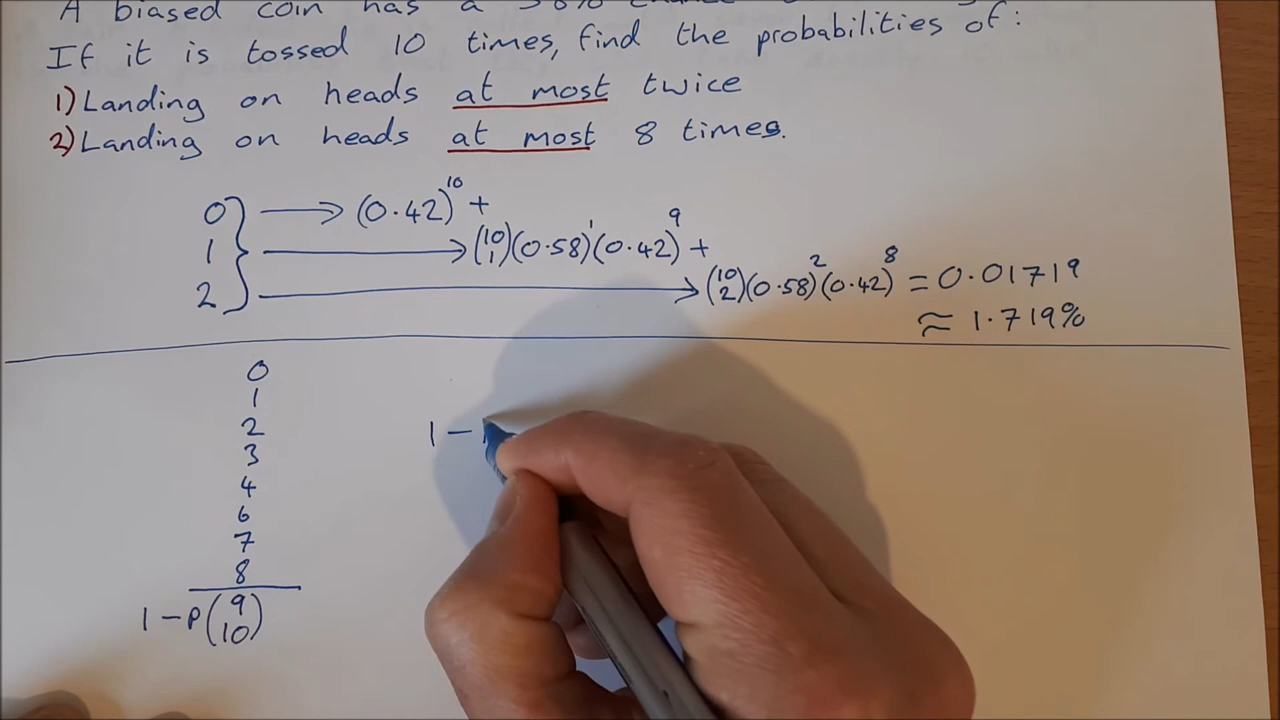 A biased coin has a
If it is tossed 10 times, find the probabilities of:
1) Landing on heads at most twice
2) Landing on heads at most 8 times.
0 → (0.42)^10 +
1 → (10 1)(0.58)^1(0.42)^9 +
2 → (10 2)(0.58)^2(0.42)^8 = 0.01719
≈ 1.719%
0
1
2
1 -
3
4
6
7
8
1 - P(9 10)